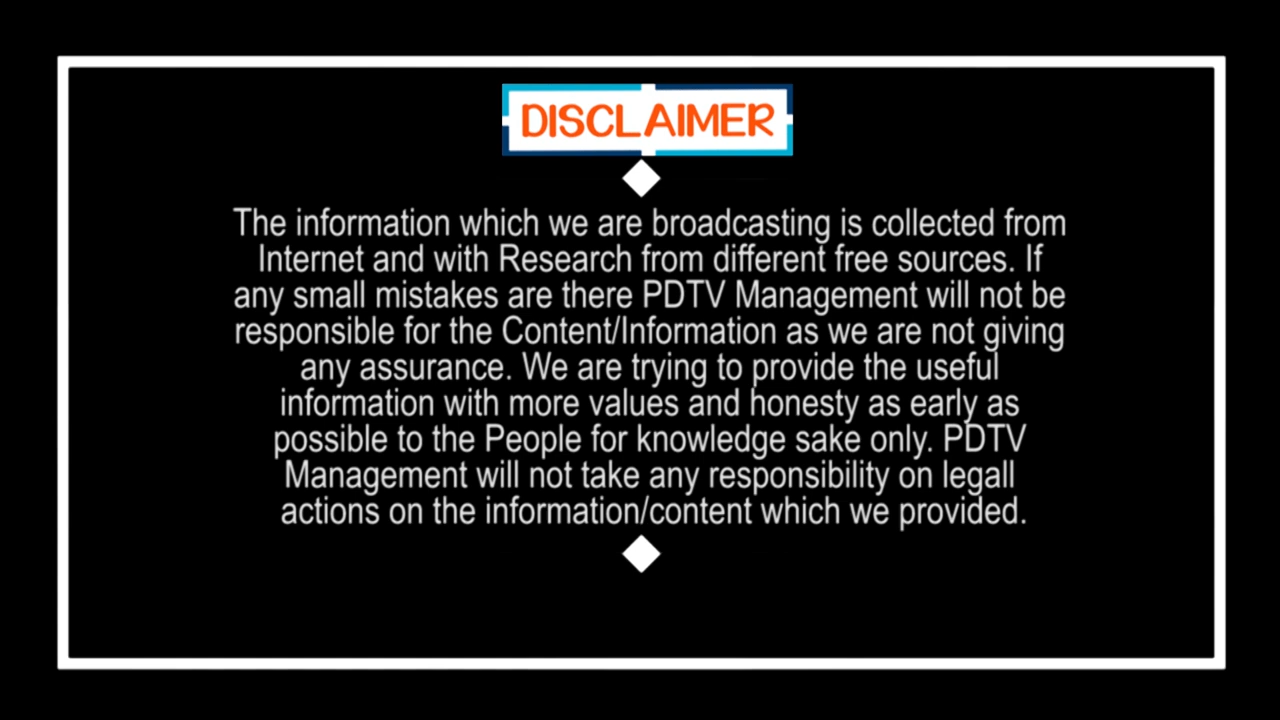 DISCLAIMER
The information which we are broadcasting is collected from
Internet and with Research from different free sources. If
any small mistakes are there PDTV Management will not be
responsible for the Content/Information as we are not giving
any assurance. We are trying to provide the useful
information with more values and honesty as early as
possible to the People for knowledge sake only. PDTV
Management will not take any responsibility on legall
actions on the information/content which we provided.